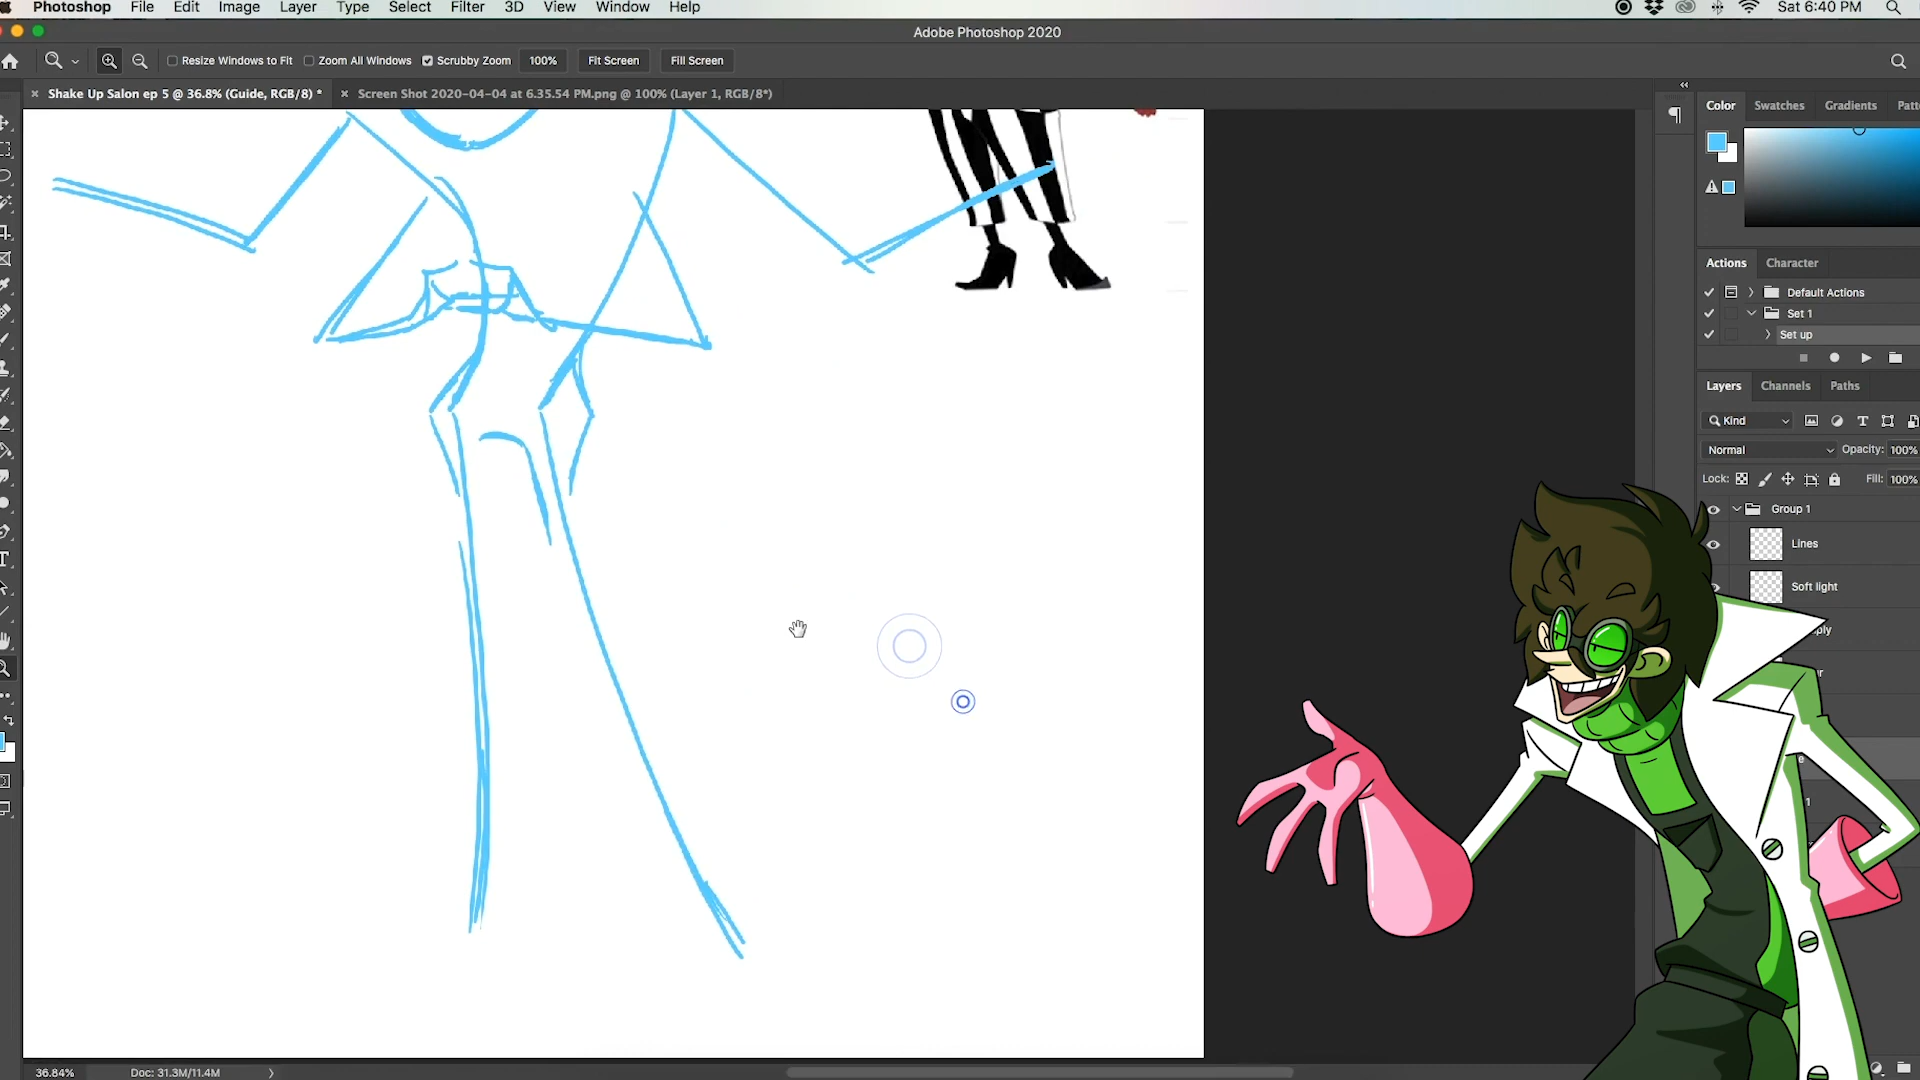 Photoshop File Edit Image Layer Type Select Filter 3D View Window Help Sat 6:40 PM
Adobe Photoshop 2020
Resize Windows to Fit Zoom All Windows Scrubby Zoom 100% Fit Screen Fill Screen
Shake Up Salon ep 5 @ 36.8% (Guide, RGB/8) * Screen Shot 2020-04-04 at 6.35.54 PM.png @ 100% (Layer 1, RGB/8*)
Color Swatches Gradients Patt
Actions Character
Default Actions
Set 1
Set up
Layers Channels Paths
Kind
Normal Opacity: 100%
Lock: Fill: 100%
Group 1
Lines
Soft light
36.84% Doc: 31.3M/11.4M